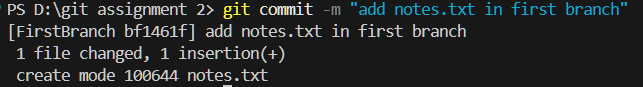 PS D:\git assignment 2> git commit -m "add notes.txt in first branch"
[FirstBranch bf1461f] add notes.txt in first branch
 1 file changed, 1 insertion(+)
 create mode 100644 notes.txt